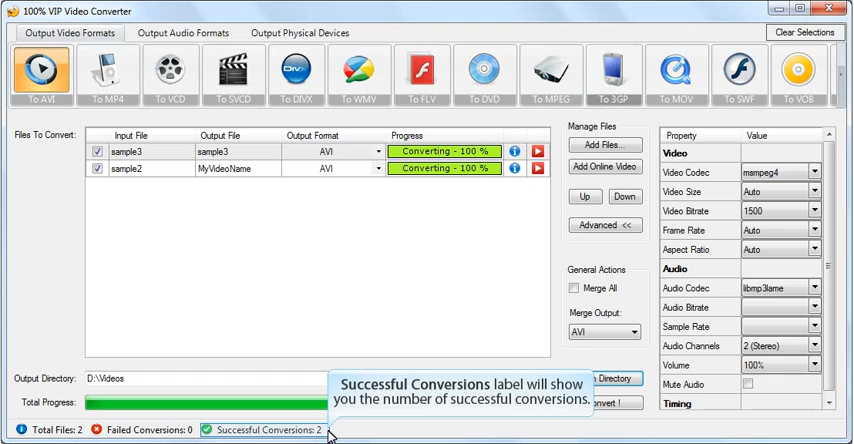 100% VIP Video Converter
Output Video Formats Output Audio Formats Output Physical Devices Clear Selections
To AVI To MP4 To VCD To SVCD To DIVX To WMV To FLV To DVD To MPEG To 3GP To MOV To SWF To VOB
Files To Convert:
Input File Output File Output Format Progress
sample3 sample3 AVI Converting - 100 %
sample2 MyVideoName AVI Converting - 100 %
Manage Files
Add Files...
Add Online Video
Up Down
Advanced <<
General Actions
Merge All
Merge Output:
AVI
Property Value
Video
Video Codec msmpeg4
Video Size Auto
Video Bitrate 1500
Frame Rate Auto
Aspect Ratio Auto
Audio
Audio Codec libmp3lame
Audio Bitrate
Sample Rate
Audio Channels 2 (Stereo)
Volume 100%
Mute Audio
Timing
Output Directory: D:\Videos Directory
Total Progress:
Successful Conversions label will show
you the number of successful conversions.
Total Files: 2 Failed Conversions: 0 Successful Conversions: 2